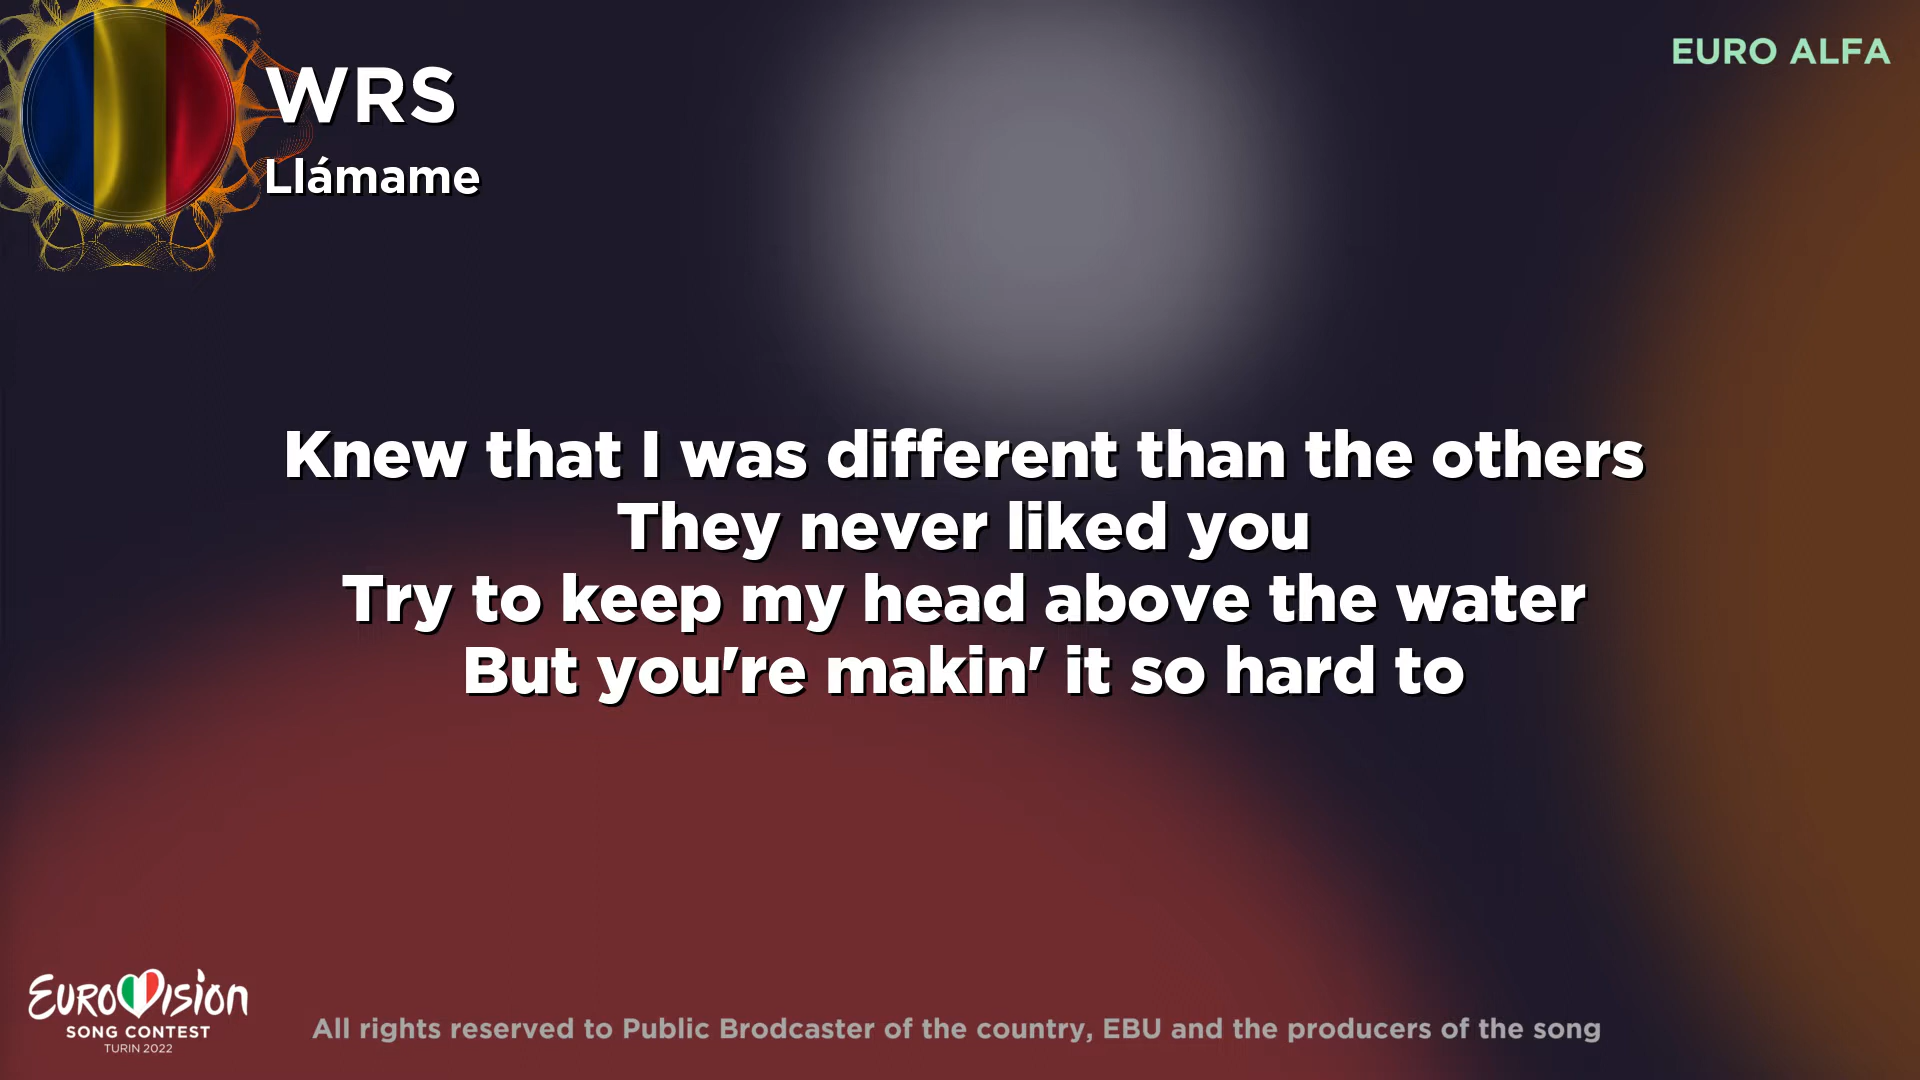 WRS
Llámame
EURO ALFA
Knew that I was different than the others
They never liked you
Try to keep my head above the water
But you're makin' it so hard to
EUROVISION
SONG CONTEST
TURIN 2022
All rights reserved to Public Brodcaster of the country, EBU and the producers of the song